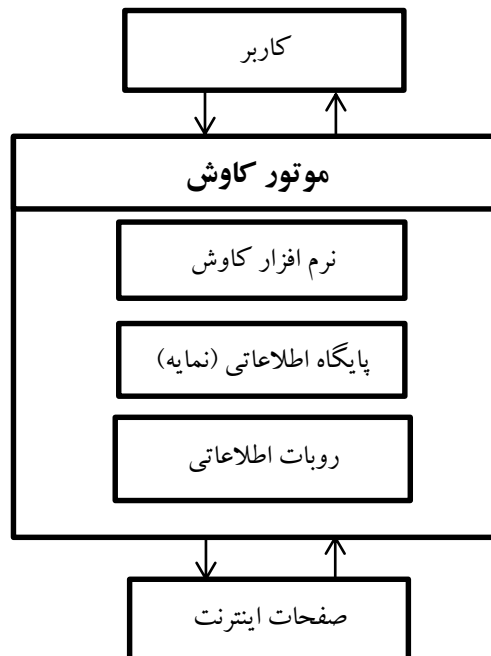 کاربر
موتور کاوش
نرم افزار کاوش
پایگاه اطلاعاتی (نمایه)
روبات اطلاعاتی
صفحات اینترنت